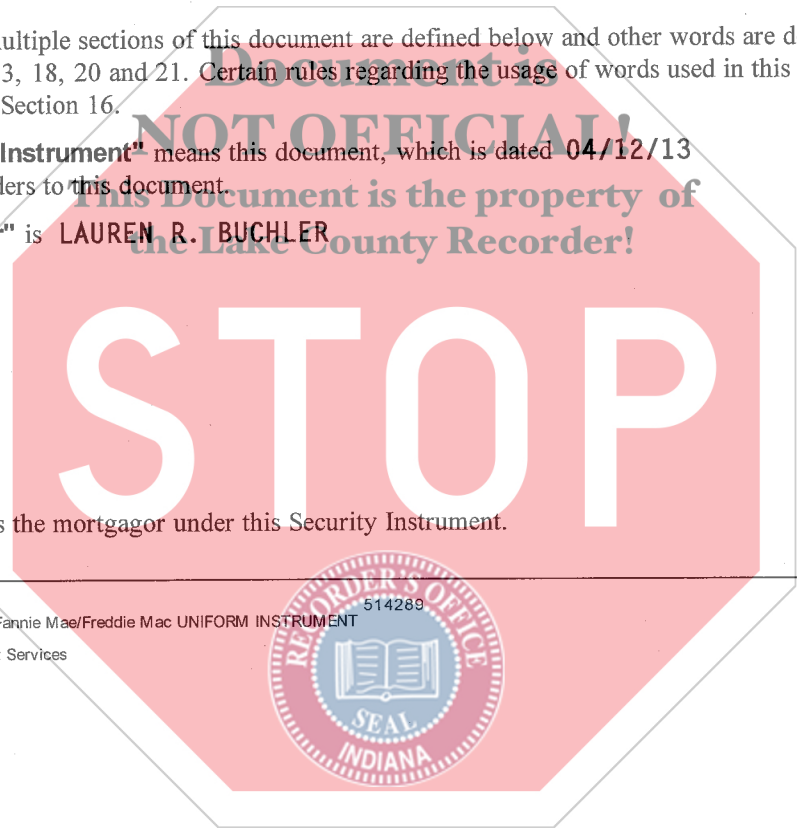 ultiple sections of this document are defined below and other words are d
3, 18, 20 and 21. Certain rules regarding the usage of words used in this
Section 16.
Instrument" means this document, which is dated 04/12/13
ders to this document.
" is LAUREN R. BUCHLER
s the mortgagor under this Security Instrument.
Document is
NOT OFFICIAL!
This Document is the property of
the Lake County Recorder!
STOP
514289
Fannie Mae/Freddie Mac UNIFORM INSTRUMENT
Services
RECORDER'S OFFICE
SEAL
INDIANA